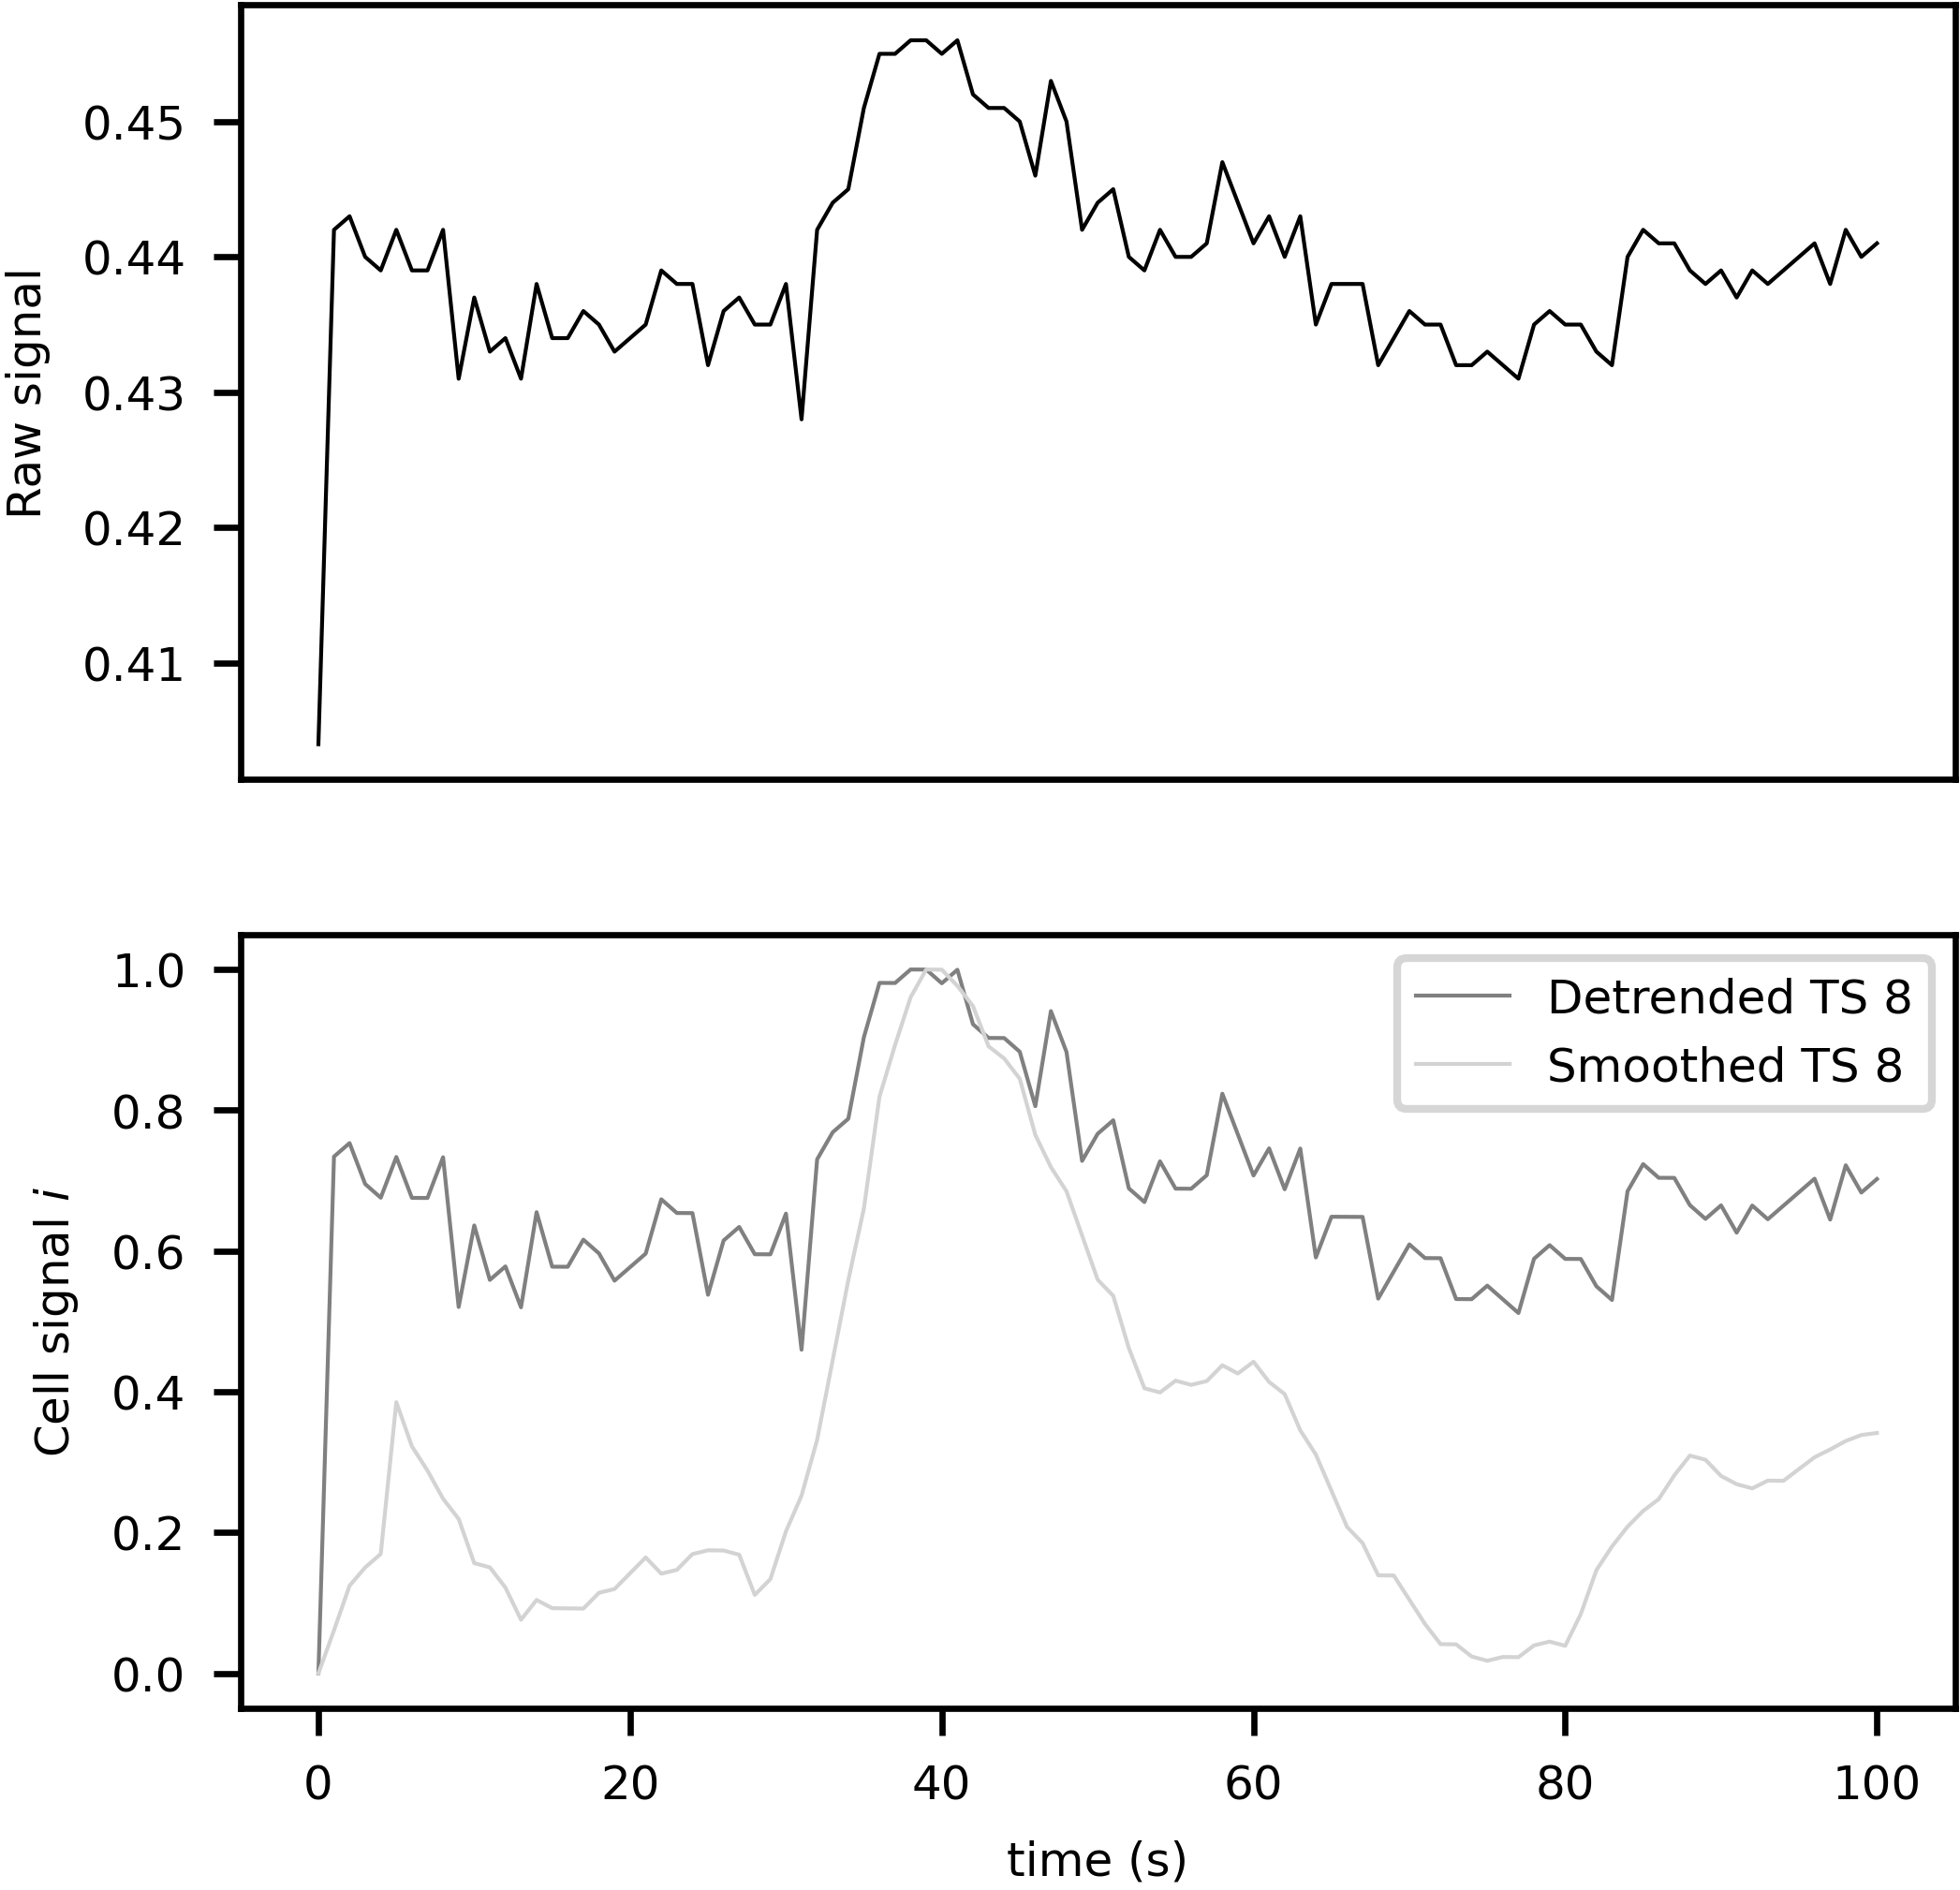 Raw signal
0.45
0.44
0.43
0.42
0.41
Cell signal i
1.0
0.8
0.6
0.4
0.2
0.0
Detrended TS 8
Smoothed TS 8
0 20 40 60 80 100
time (s)